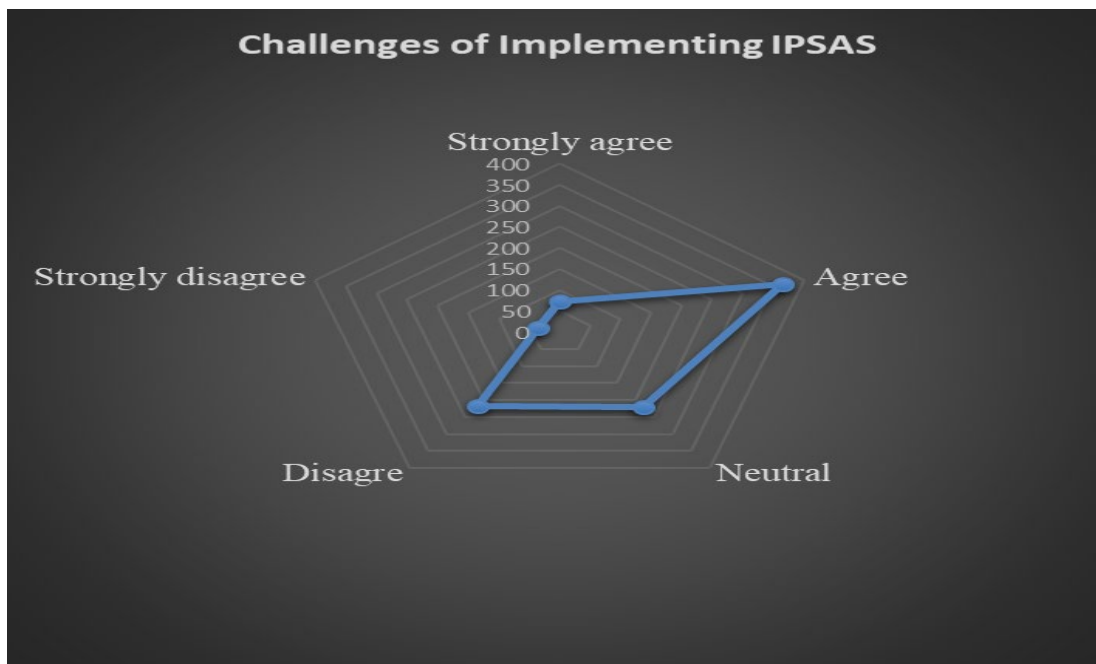 Challenges of Implementing IPSAS
Strongly agree
400
350
300
250
200
150
100
50
0
Strongly disagree
Agree
Disagre
Neutral